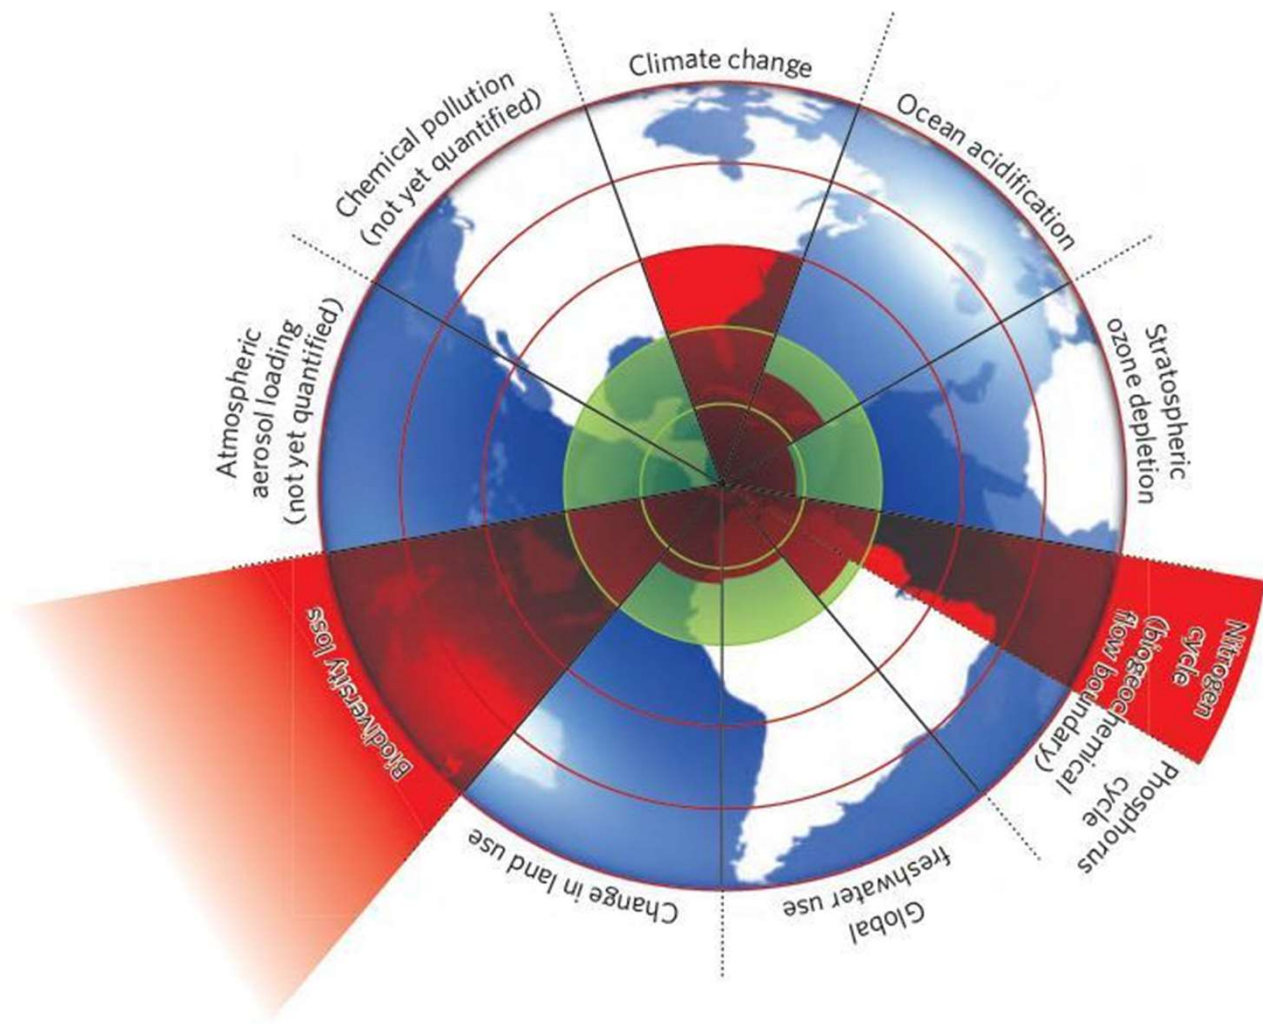 Climate change
Ocean acidification
Stratospheric
ozone depletion
Nitrogen
cycle
(biogeochemical
flow boundary)
Phosphorus
cycle
Global
freshwater use
Change in land use
Biodiversity loss
Atmospheric
aerosol loading
(not yet quantified)
Chemical pollution
(not yet quantified)